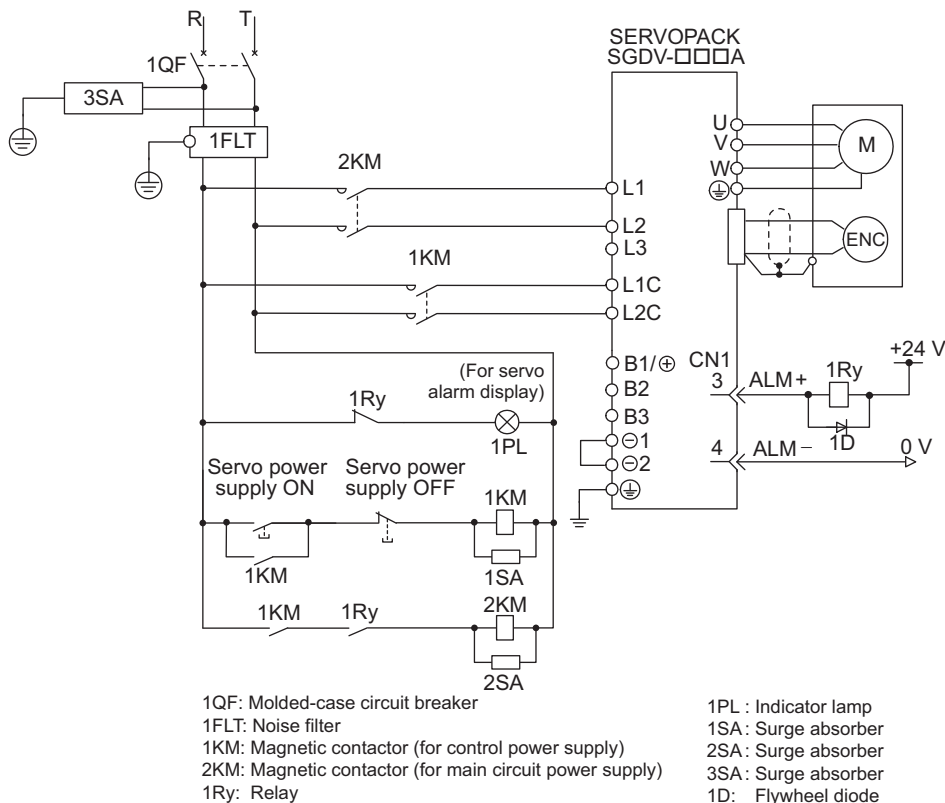 R T
SERVOPACK
SGDV-□□□A
1QF
3SA
1FLT
U
V
M
W
2KM
L1
L2
ENC
L3
1KM
L1C
L2C
+24 V
(For servo
alarm display)
B1/⊕ CN1
3 ALM+ 1Ry
1Ry
B2
B3
1PL
1D
⊖1
4 ALM− 0 V
⊖2
Servo power
supply ON
Servo power
supply OFF
1KM
1KM
1SA
1KM 1Ry 2KM
2SA
1QF: Molded-case circuit breaker
1FLT: Noise filter
1KM: Magnetic contactor (for control power supply)
2KM: Magnetic contactor (for main circuit power supply)
1Ry: Relay
1PL : Indicator lamp
1SA : Surge absorber
2SA : Surge absorber
3SA : Surge absorber
1D: Flywheel diode